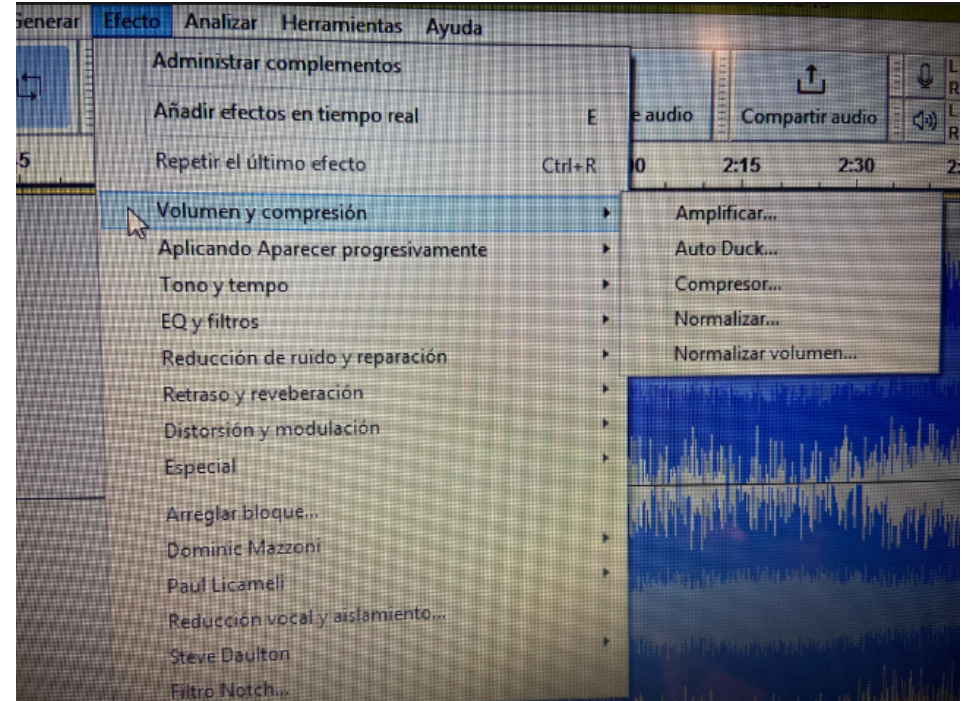 Generar Efecto Analizar Herramientas Ayuda
Administrar complementos
Añadir efectos en tiempo real E
Repetir el último efecto Ctrl+R
e audio
Compartir audio
L
R
L
R
5
00 2:15 2:30 2:
Volumen y compresión
Aplicando Aparecer progresivamente
Tono y tempo
EQ y filtros
Reducción de ruido y reparación
Retraso y reveberación
Distorsión y modulación
Especial
Arreglar bloque...
Dominic Mazzoni
Paul Licameli
Reducción vocal y aislamiento...
Steve Daulton
Filtro Notch...
Amplificar...
Auto Duck...
Compresor...
Normalizar...
Normalizar volumen...